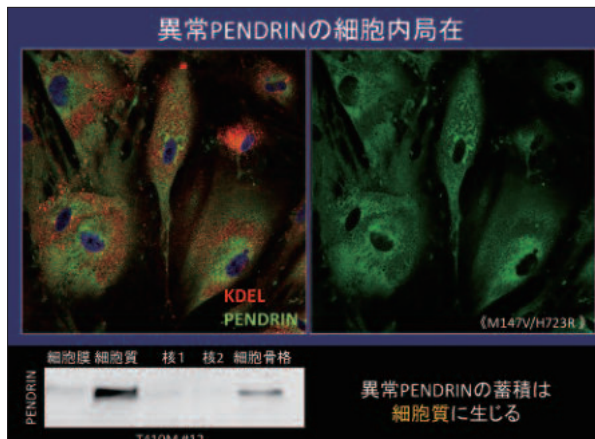 異常PENDRINの細胞内局在
KDEL
PENDRIN
《M147V/H723R》
細胞膜 細胞質 核1 核2 細胞骨格
PENDRIN
異常PENDRINの蓄積は
細胞質に生じる